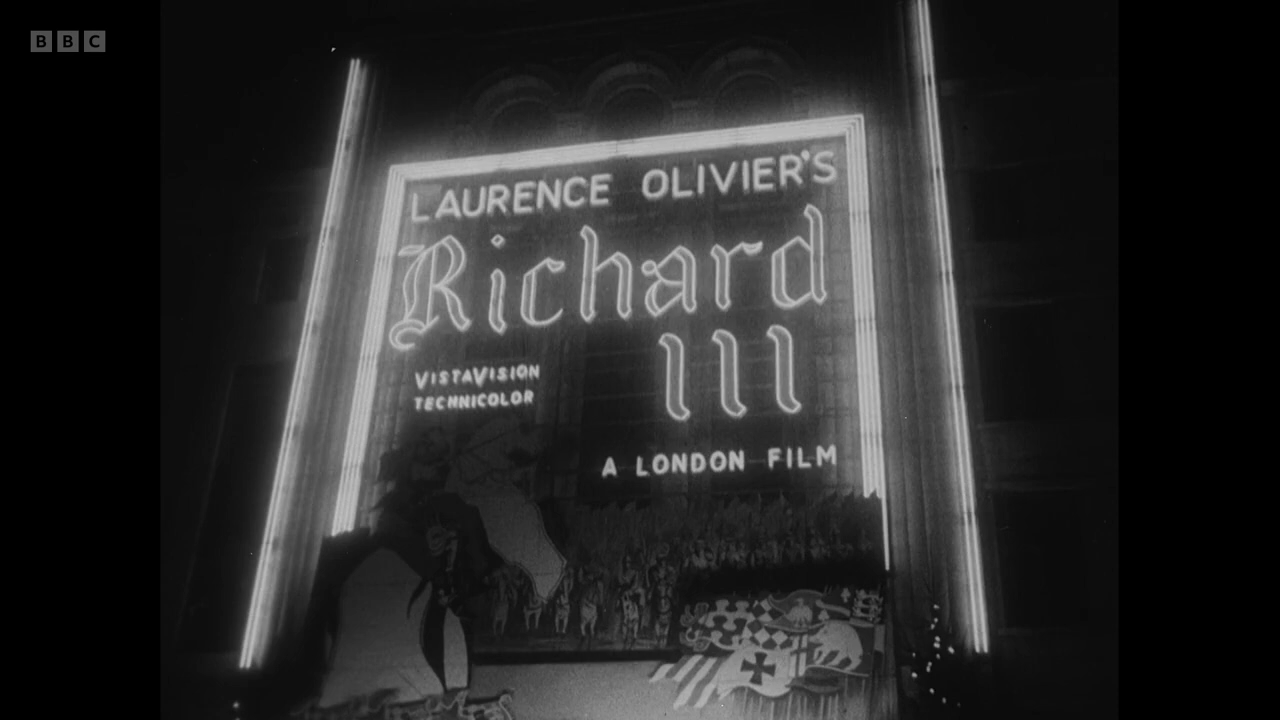 BBC
LAURENCE OLIVIER'S
Richard
III
VISTAVISION
TECHNICOLOR
A LONDON FILM